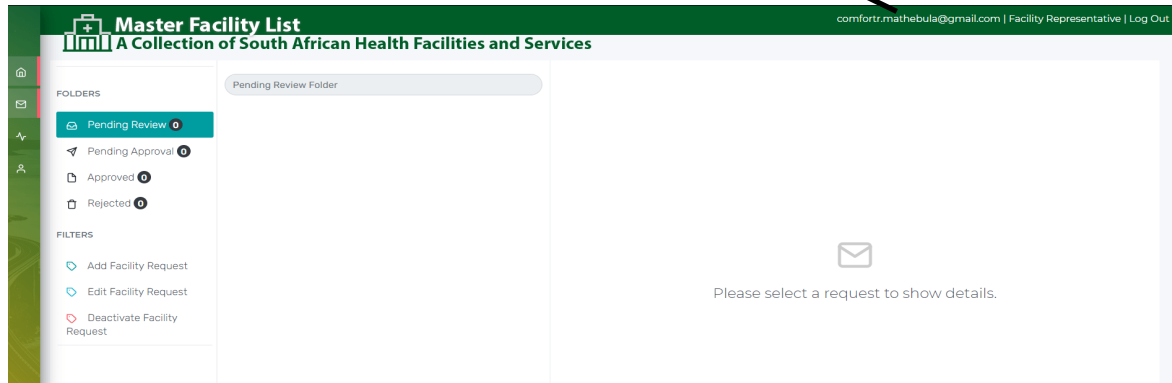 comfortr.mathebula@gmail.com | Facility Representative | Log Out
Master Facility List
A Collection of South African Health Facilities and Services
FOLDERS
Pending Review 0
Pending Approval 0
Approved 0
Rejected 0
FILTERS
Add Facility Request
Edit Facility Request
Deactivate Facility
Request
Pending Review Folder
Please select a request to show details.